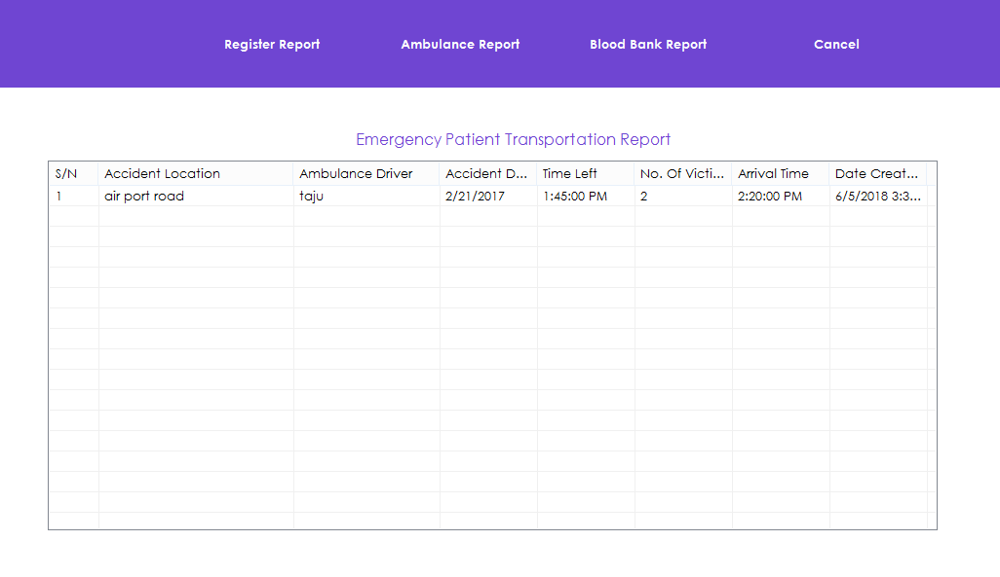 Register Report Ambulance Report Blood Bank Report Cancel
Emergency Patient Transportation Report
S/N Accident Location Ambulance Driver Accident D... Time Left No. Of Victi... Arrival Time Date Creat...
1 air port road taju 2/21/2017 1:45:00 PM 2 2:20:00 PM 6/5/2018 3:3...